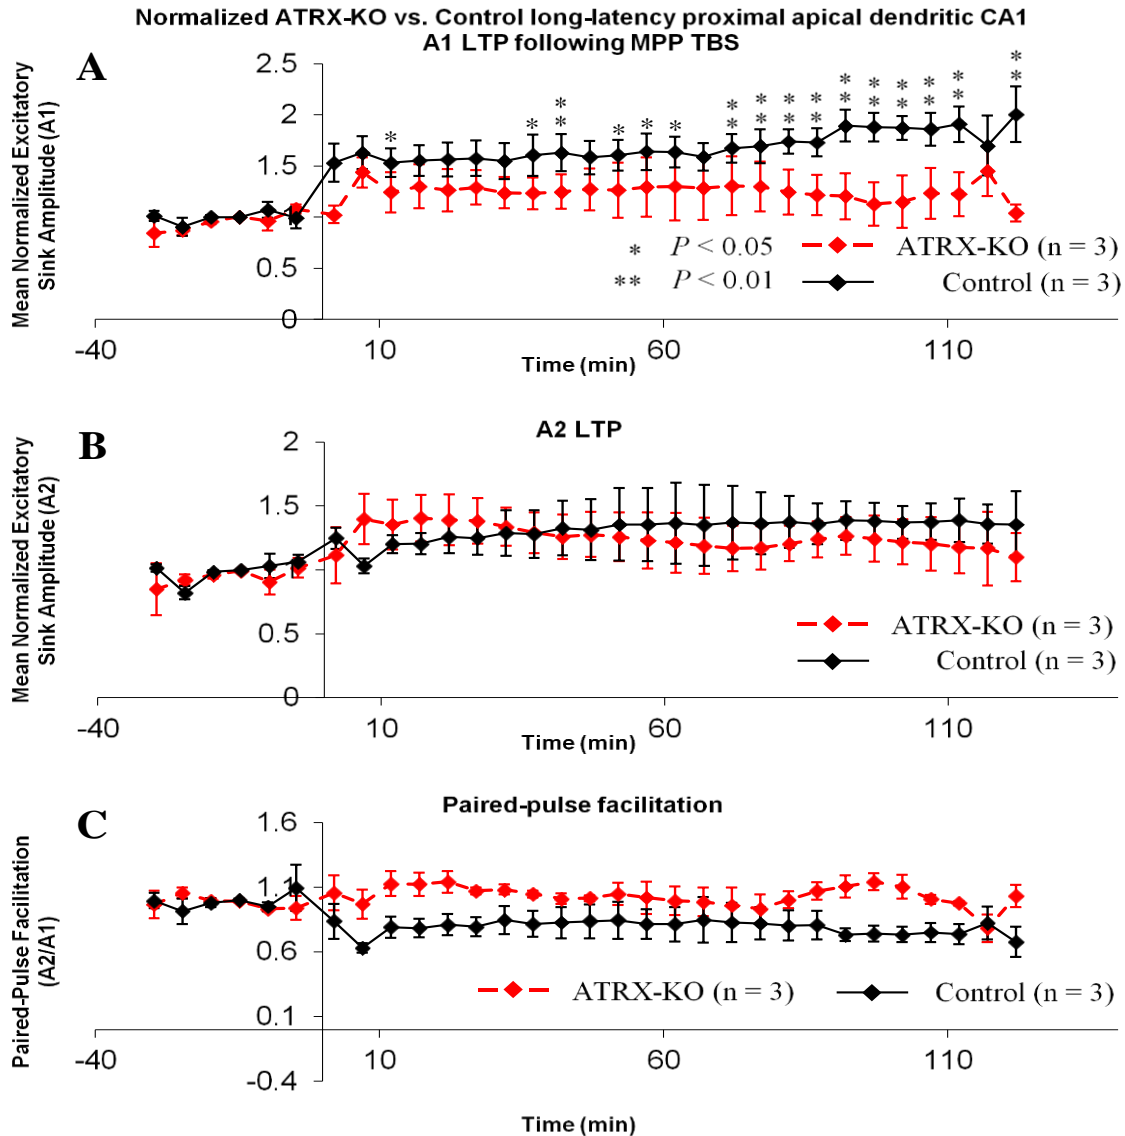 Normalized ATRX-KO vs. Control long-latency proximal apical dendritic CA1
A1 LTP following MPP TBS
A
Mean Normalized Excitatory
Sink Amplitude (A1)
2.5
2
1.5
1
0.5
0
* ** ** * ** * * * ** ** ** ** ** ** ** ** ** **
* P < 0.05
** P < 0.01
ATRX-KO (n = 3)
Control (n = 3)
-40 10 60 110
Time (min)
B
A2 LTP
Mean Normalized Excitatory
Sink Amplitude (A2)
2
1.5
1
0.5
0
ATRX-KO (n = 3)
Control (n = 3)
-40 10 60 110
Time (min)
C
Paired-pulse facilitation
Paired-Pulse Facilitation
(A2/A1)
1.6
1.1
0.6
0.1
-0.4
ATRX-KO (n = 3)
Control (n = 3)
-40 10 60 110
Time (min)